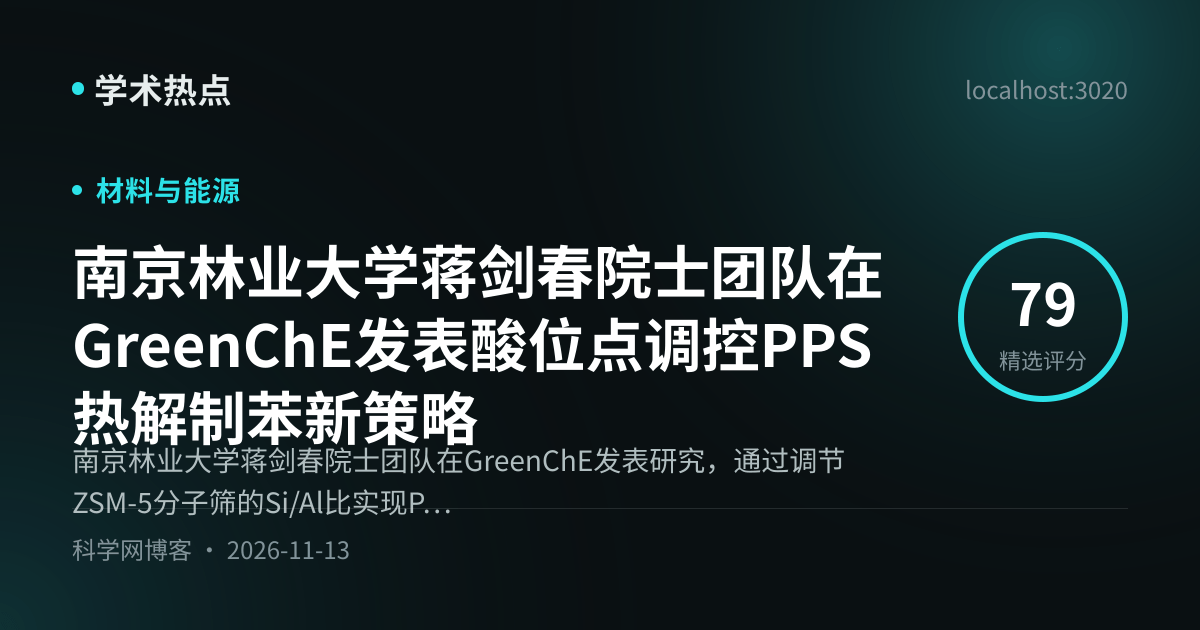 学术热点
localhost:3020
材料与能源
南京林业大学蒋剑春院士团队在
GreenChE发表酸位点调控PPS
热解制苯新策略
79
精选评分
南京林业大学蒋剑春院士团队在GreenChE发表研究，通过调节
ZSM-5分子筛的Si/Al比实现P…
科学网博客 · 2026-11-13